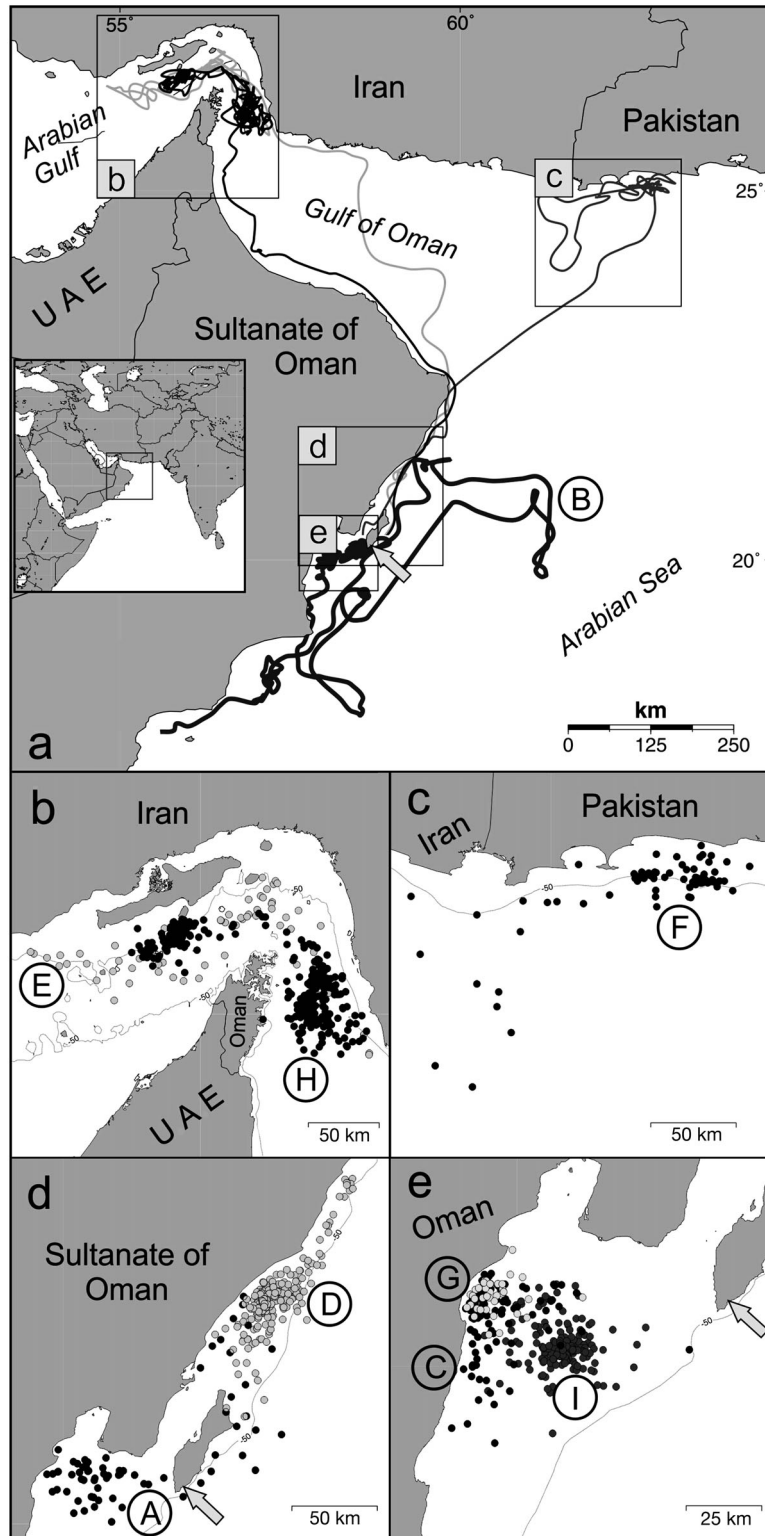 55°
60°
Iran
Pakistan
Arabian
Gulf
b
c
25°
Gulf of Oman
U A E
Sultanate of
Oman
d
B
e
20°
Arabian Sea
km
0 125 250
a
b
Iran
E
-50
-50
Oman
H
U A E
50 km
c
Iran
Pakistan
-50
F
50 km
d
Sultanate of
Oman
-50
D
-50
A
50 km
e
Oman
G
-50
C
I
25 km